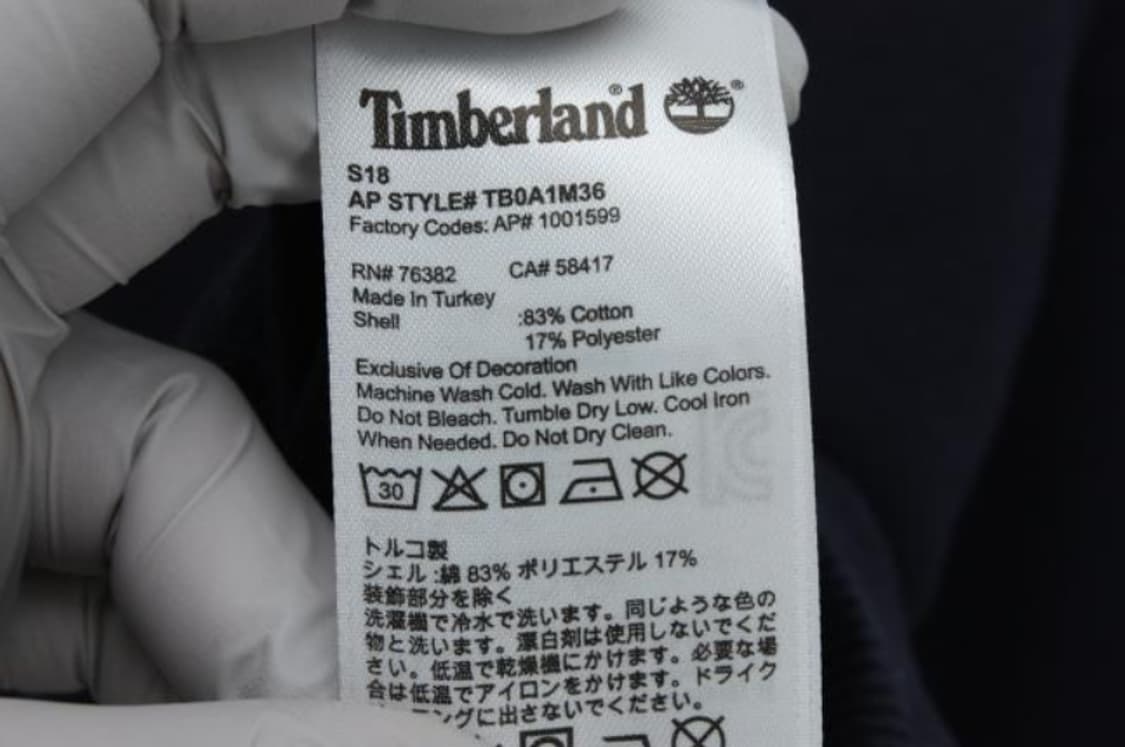 Timberland® ®
S18
AP STYLE# TB0A1M36
Factory Codes: AP# 1001599
RN# 76382 CA# 58417
Made In Turkey
Shell :83% Cotton
17% Polyester
Exclusive Of Decoration
Machine Wash Cold. Wash With Like Colors.
Do Not Bleach. Tumble Dry Low. Cool Iron
When Needed. Do Not Dry Clean.
30
トルコ製
シェル :綿 83% ポリエステル 17%
装飾部分を除く
洗濯機で冷水で洗います。同じような色の
物と洗います。漂白剤は使用しないでくだ
さい。低温で乾燥機にかけます。必要な場
合は低温でアイロンをかけます。ドライク
ングに出さないでください。